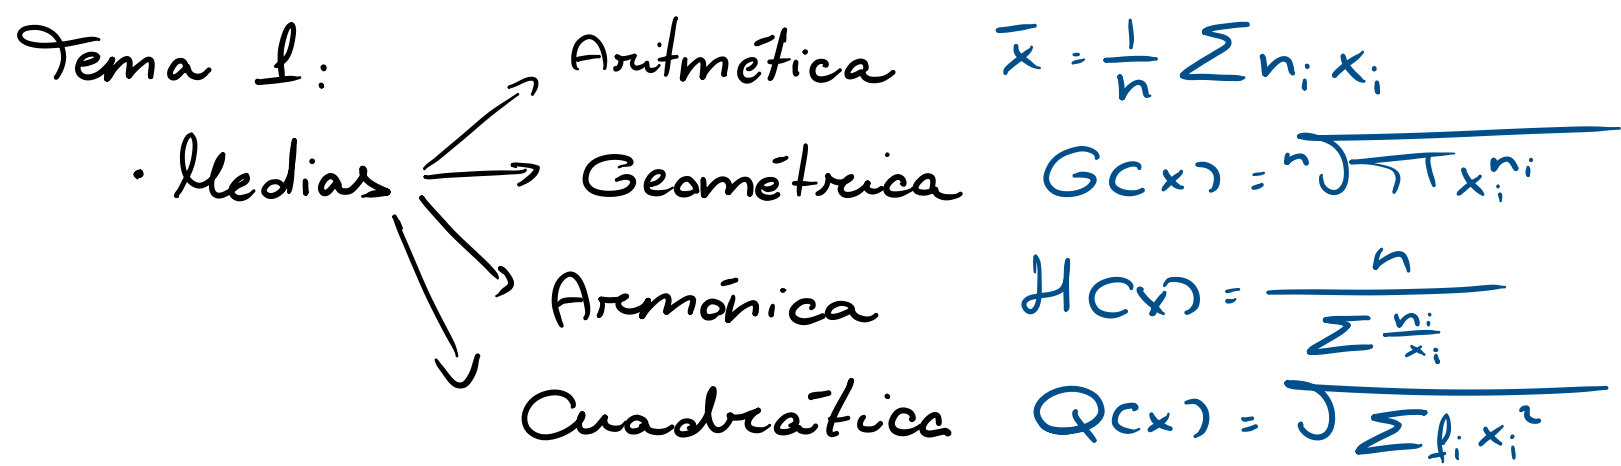 Tema 1:
Aritmética x̄ = 1/n ∑ nᵢ xᵢ
· Medias
Geométrica G(x) = ⁿ√(∏ xᵢ^nᵢ)
Armónica H(x) = n / (∑ nᵢ/xᵢ)
Cuadrática Q(x) = √(∑ fᵢ xᵢ²)